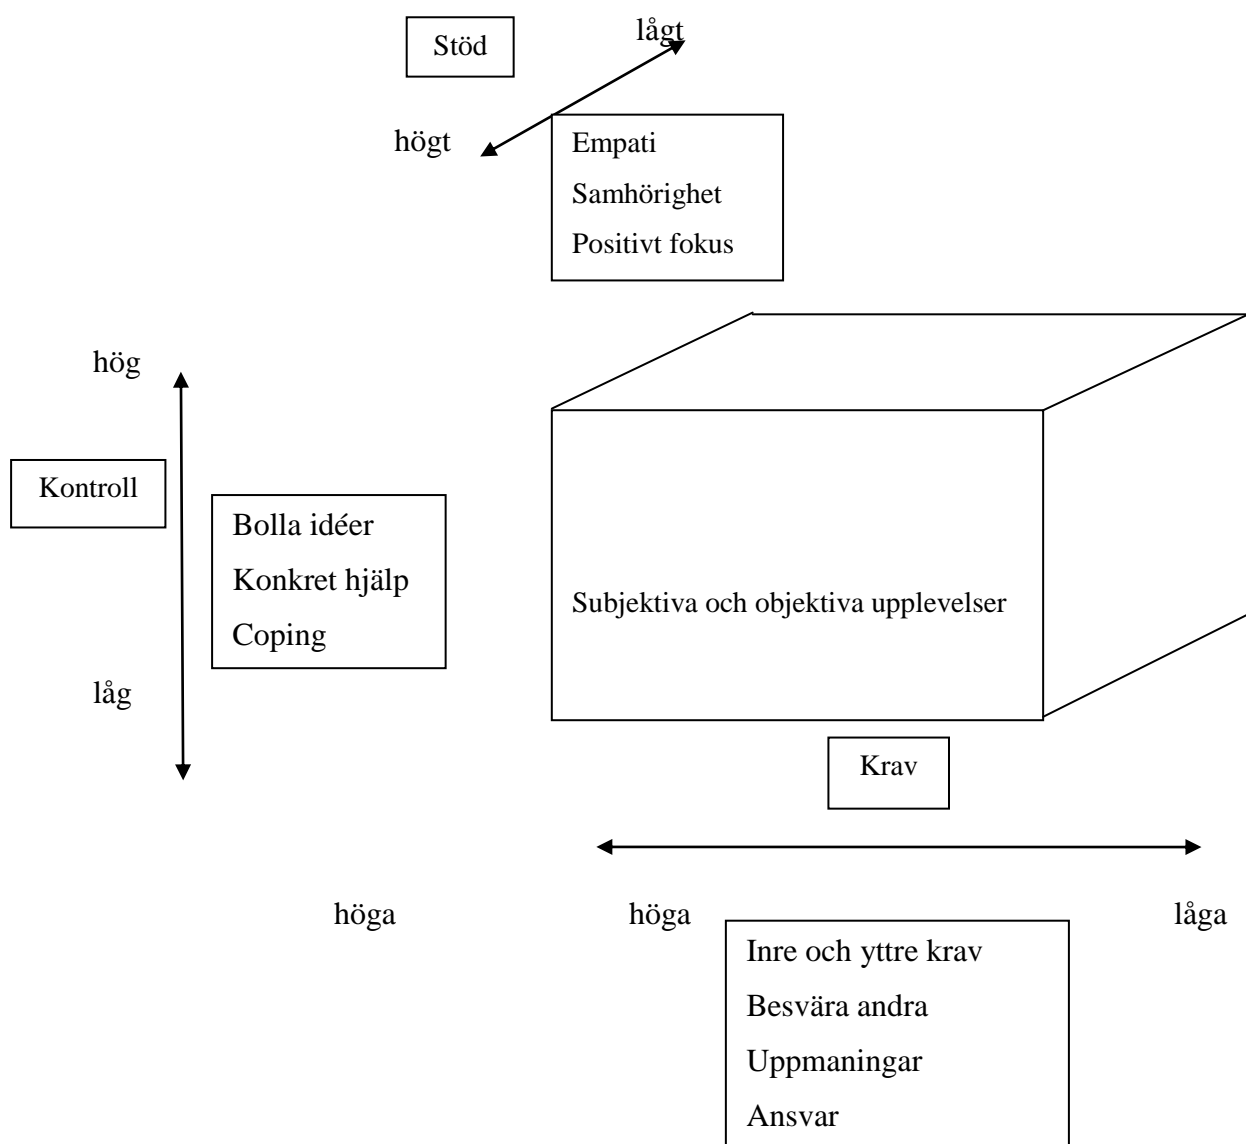 Stöd
lågt
högt
Empati
Samhörighet
Positivt fokus
hög
Kontroll
Bolla idéer
Konkret hjälp
Coping
låg
Subjektiva och objektiva upplevelser
Krav
höga
höga
låga
Inre och yttre krav
Besvära andra
Uppmaningar
Ansvar